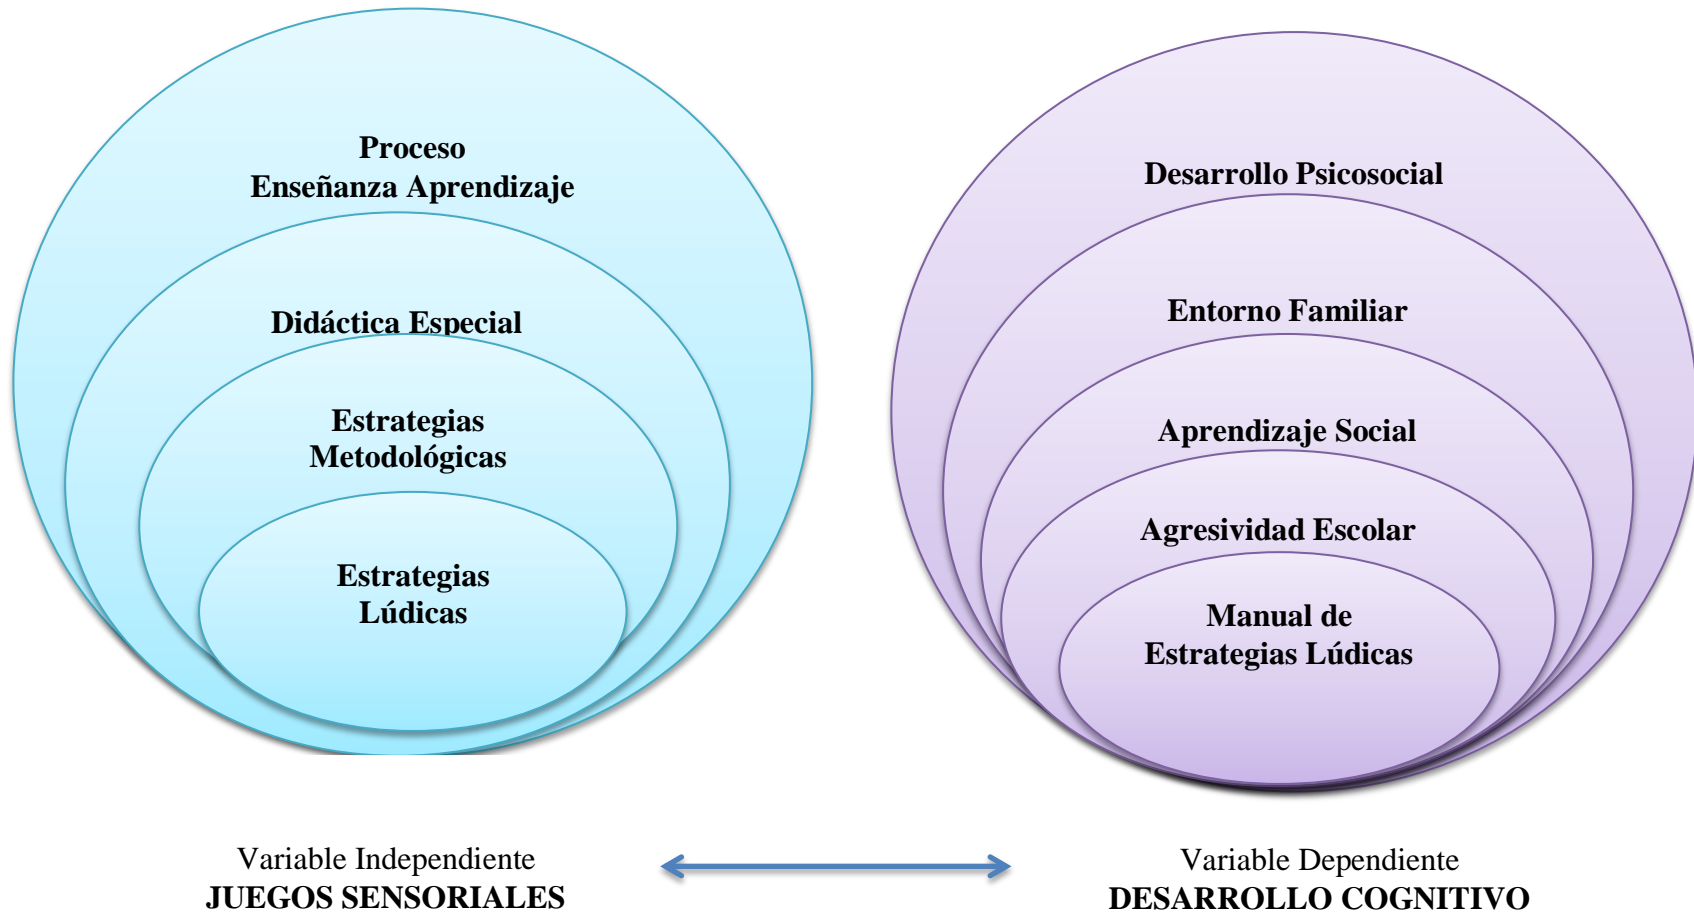 Proceso
Enseñanza Aprendizaje
Didáctica Especial
Estrategias
Metodológicas
Estrategias
Lúdicas
Desarrollo Psicosocial
Entorno Familiar
Aprendizaje Social
Agresividad Escolar
Manual de
Estrategias Lúdicas
Variable Independiente
JUEGOS SENSORIALES
Variable Dependiente
DESARROLLO COGNITIVO